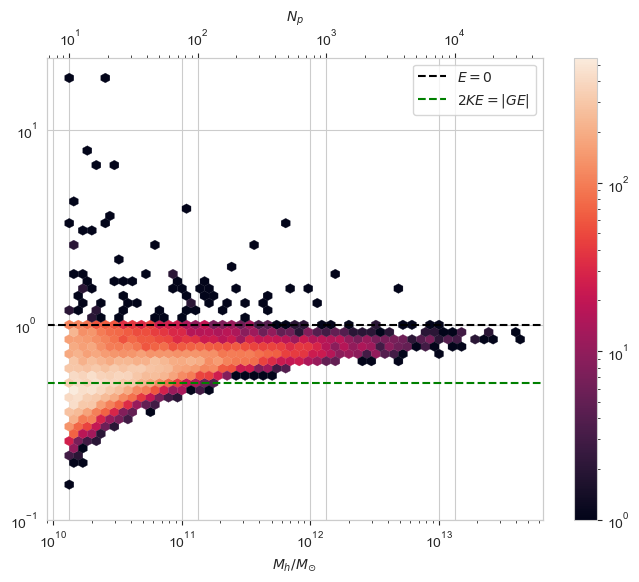 $N_p$
$10^1$ $10^2$ $10^3$ $10^4$
$E = 0$
$2KE = |GE|$
$10^1$
$10^0$
$10^{-1}$
$10^2$
$10^1$
$10^0$
$10^{10}$ $10^{11}$ $10^{12}$ $10^{13}$
$M_h/M_\odot$